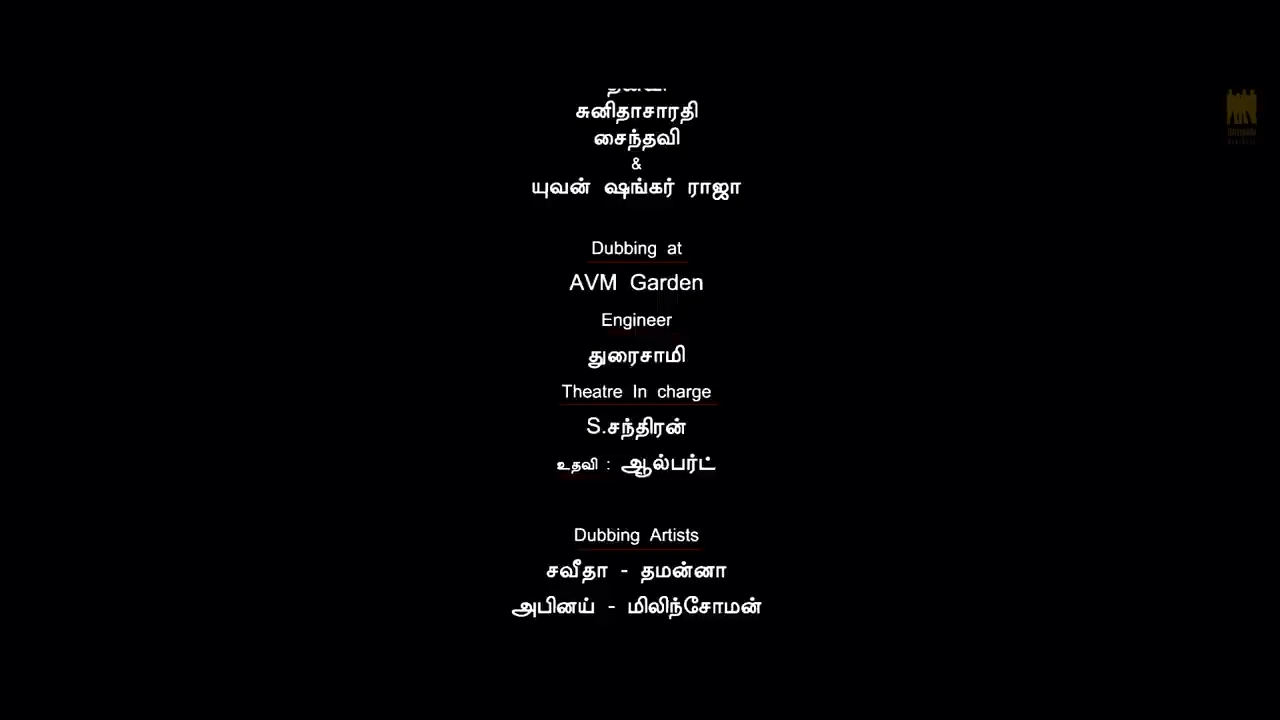 சுனிதாசாரதி
சைந்தவி
&
யுவன் ஷங்கர் ராஜா
Dubbing at
AVM Garden
Engineer
துரைசாமி
Theatre In charge
S.சந்திரன்
உதவி : ஆல்பர்ட்
Dubbing Artists
சவீதா - தமன்னா
அபினய் - மிலிந்சோமன்